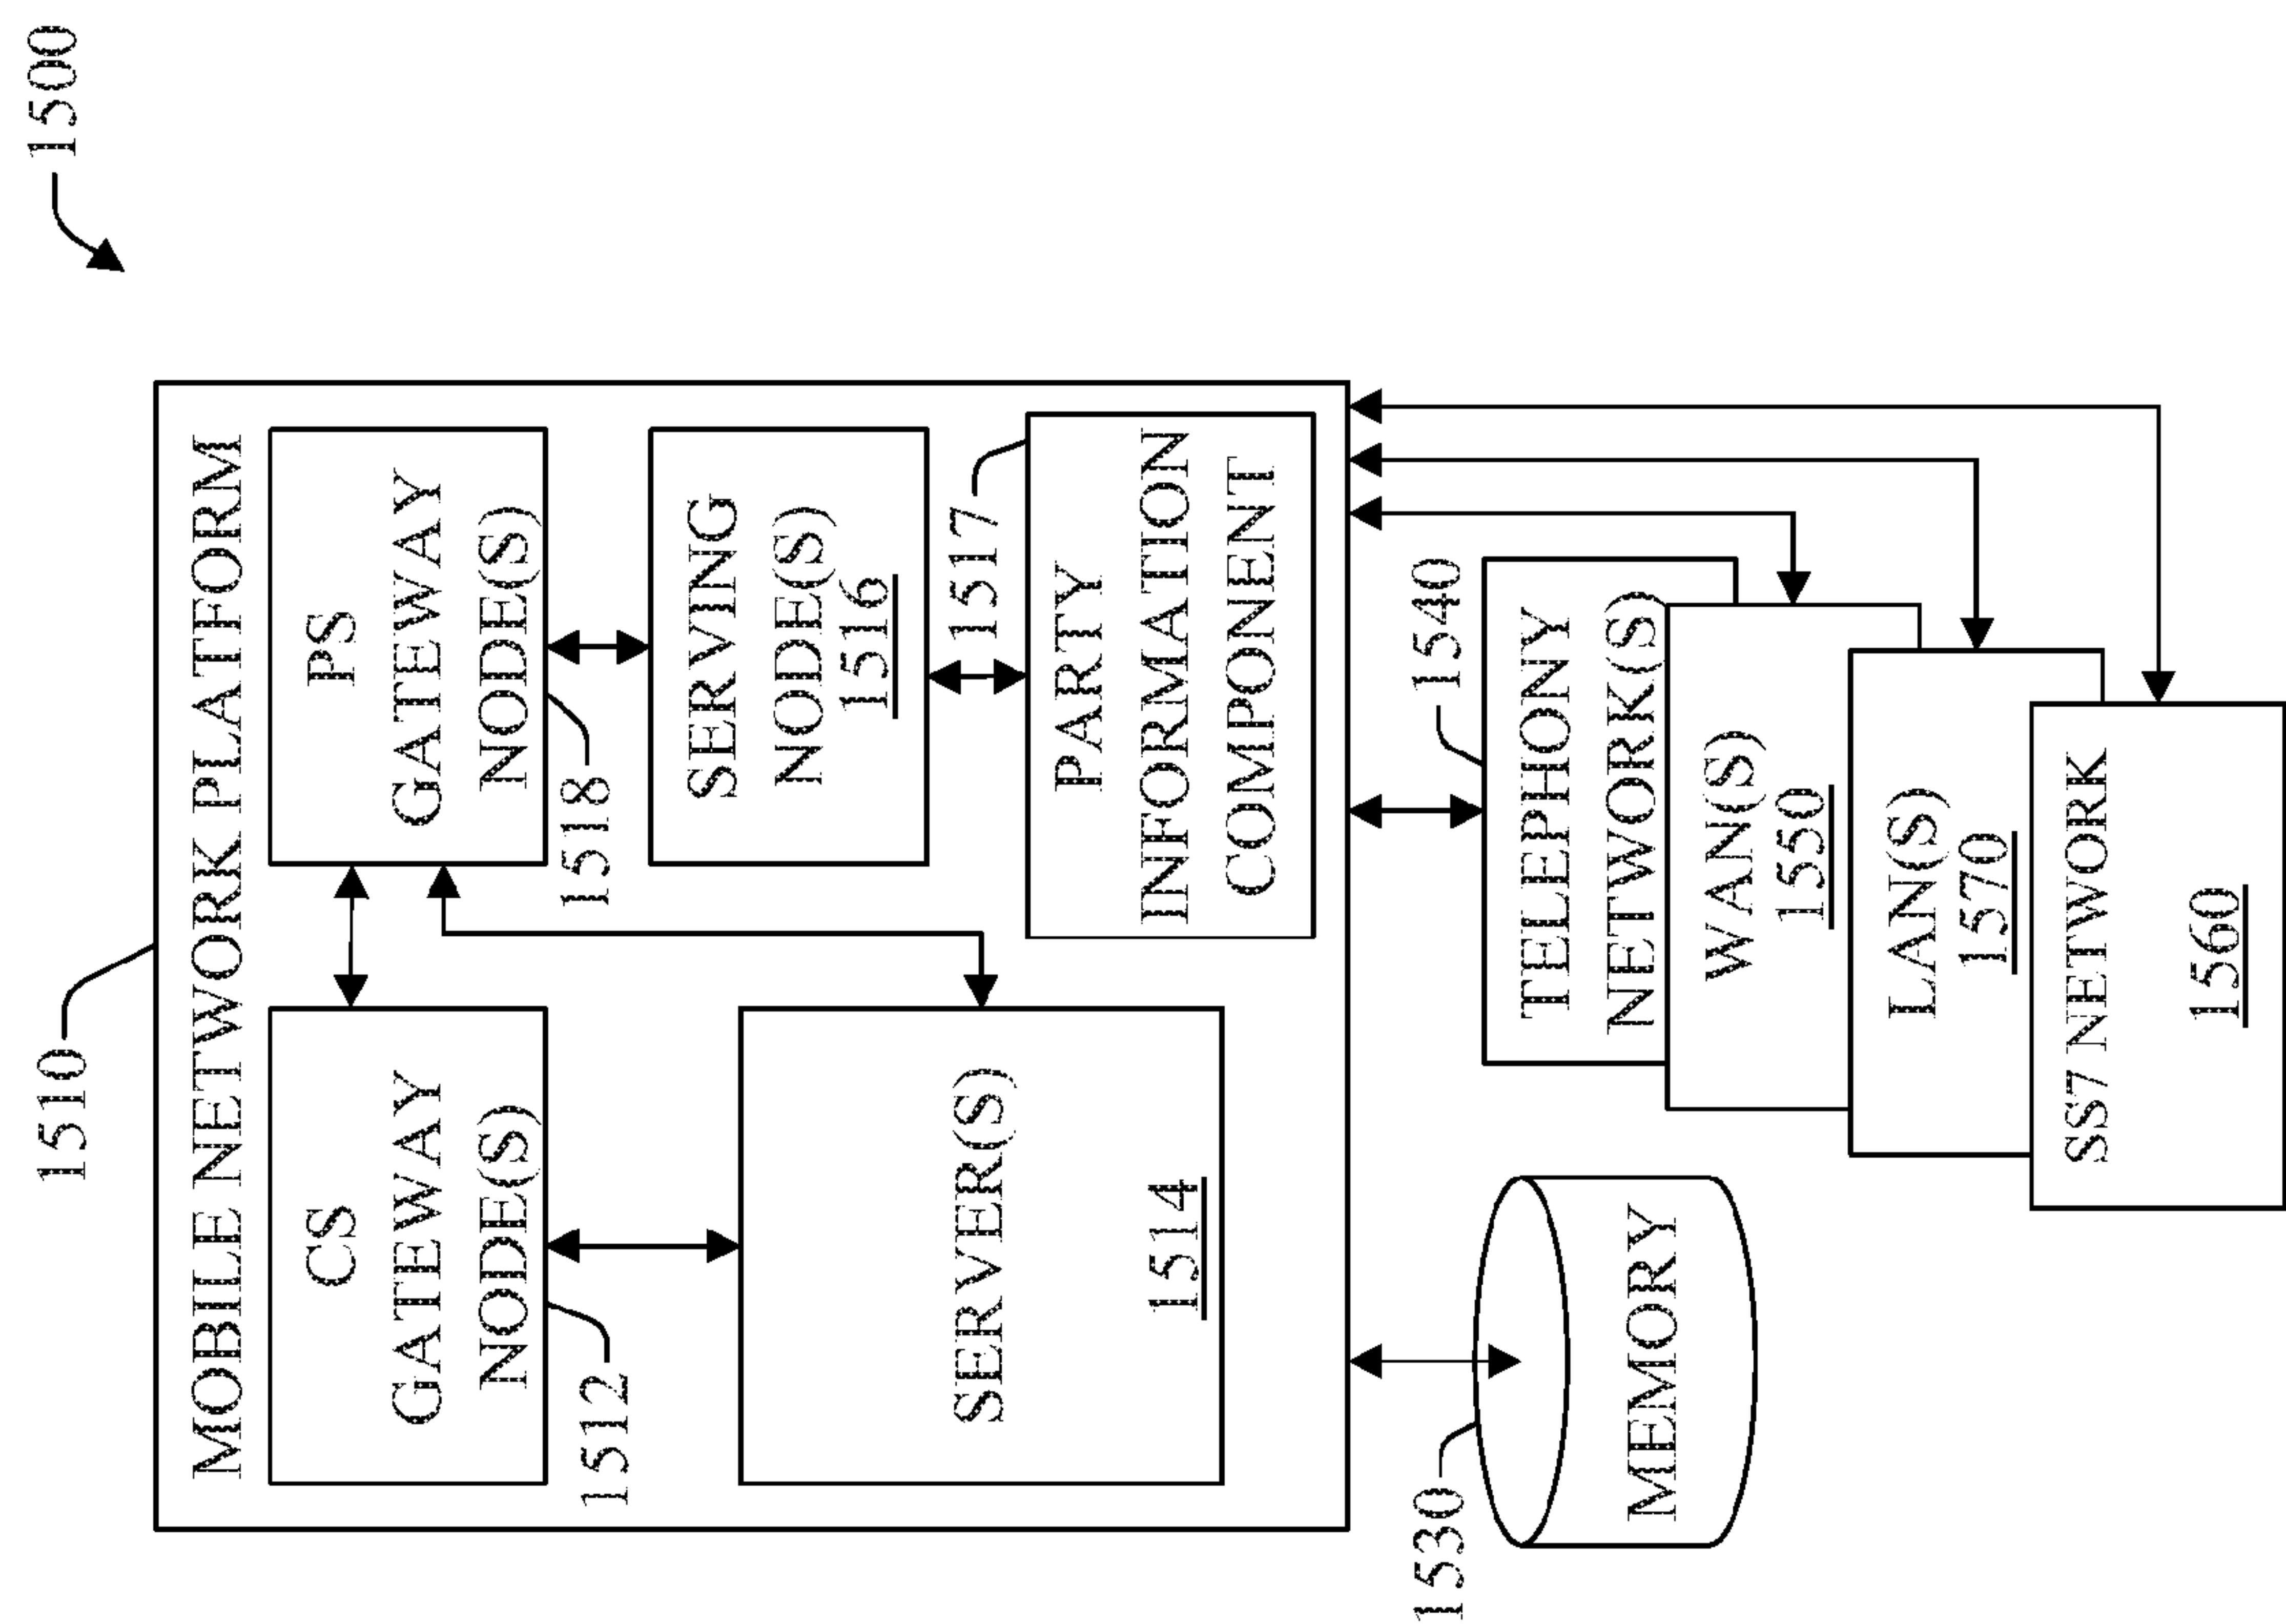 1500
1510
MOBILE NETWORK PLATFORM
CS
GATEWAY
NODE(S)
1512
PS
GATEWAY
NODE(S)
1518
SERVER(S)
1514
SERVING
NODE(S)
1516
1517
PARTY
INFORMATION
COMPONENT
1530
MEMORY
1540
TELEPHONY
NETWORK(S)
WAN(S)
1550
LAN(S)
1570
SS7 NETWORK
1560